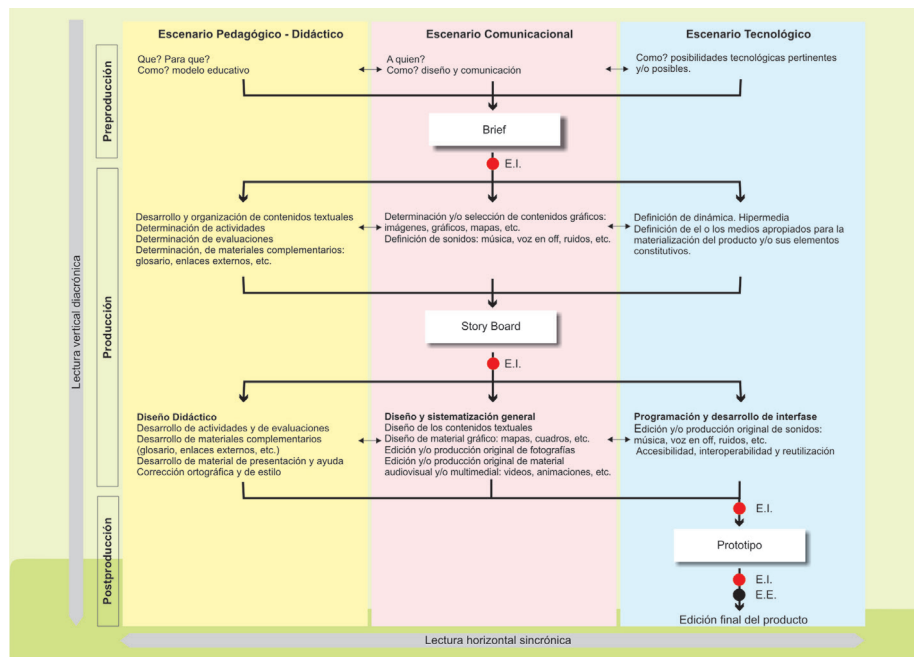 Escenario Pedagógico - Didáctico
Escenario Comunicacional
Escenario Tecnológico
Preproducción
Que? Para que?
Como? modelo educativo
A quien?
Como? diseño y comunicación
Como? posibilidades tecnológicas pertinentes
y/o posibles.
Brief
E.I.
Lectura vertical diacrónica
Producción
Desarrollo y organización de contenidos textuales
Determinación de actividades
Determinación de evaluaciones
Determinación, de materiales complementarios:
glosario, enlaces externos, etc.
Determinación y/o selección de contenidos gráficos:
imágenes, gráficos, mapas, etc.
Definición de sonidos: música, voz en off, ruidos, etc.
Definición de dinámica. Hipermedia
Definición de el o los medios apropiados para la
materialización del producto y/o sus elementos
constitutivos.
Story Board
E.I.
Diseño Didáctico
Desarrollo de actividades y de evaluaciones
Desarrollo de materiales complementarios
(glosario, enlaces externos, etc.)
Desarrollo de material de presentación y ayuda
Corrección ortográfica y de estilo
Diseño y sistematización general
Diseño de los contenidos textuales
Diseño de material gráfico: mapas, cuadros, etc.
Edición y/o producción original de fotografías
Edición y/o producción original de material
audiovisual y/o multimedial: videos, animaciones, etc.
Programación y desarrollo de interfase
Edición y/o producción original de sonidos:
música, voz en off, ruidos, etc.
Accesibilidad, interoperabilidad y reutilización
Postproducción
E.I.
Prototipo
E.I.
E.E.
Edición final del producto
Lectura horizontal sincrónica